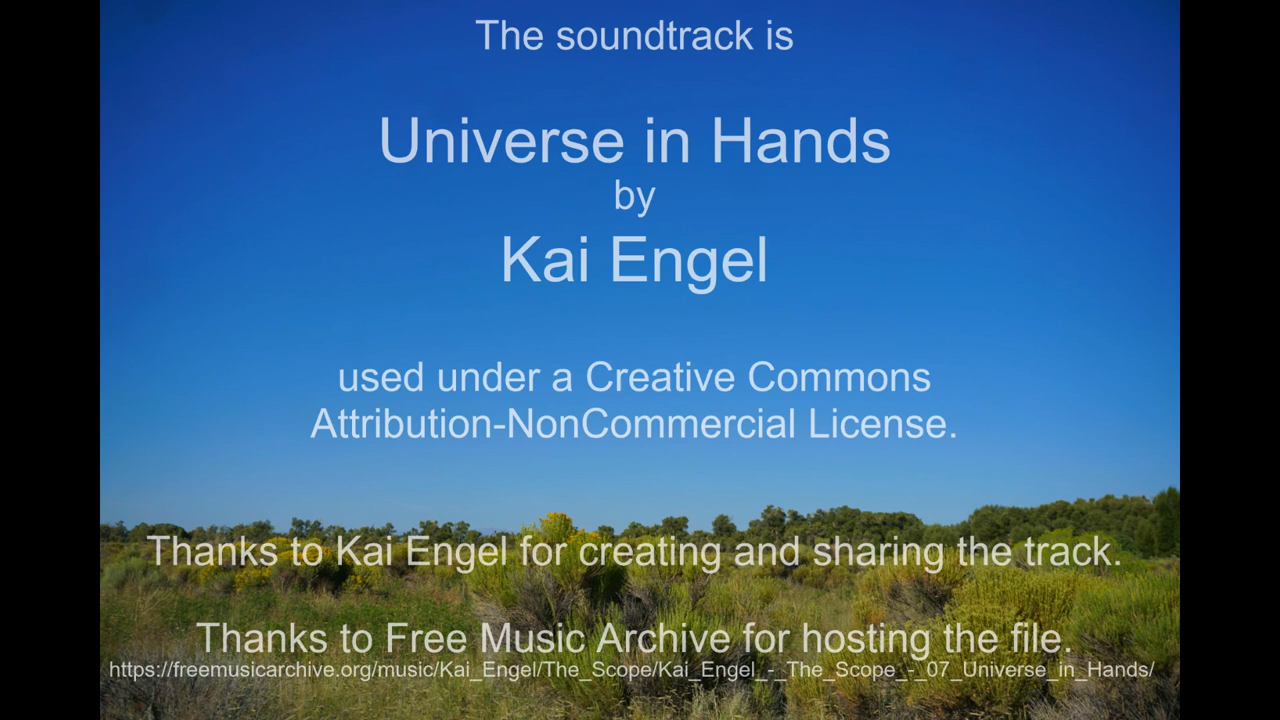 The soundtrack is
Universe in Hands
by
Kai Engel
used under a Creative Commons
Attribution-NonCommercial License.
Thanks to Kai Engel for creating and sharing the track.
Thanks to Free Music Archive for hosting the file.
https://freemusicarchive.org/music/Kai_Engel/The_Scope/Kai_Engel_-_The_Scope_-_07_Universe_in_Hands/